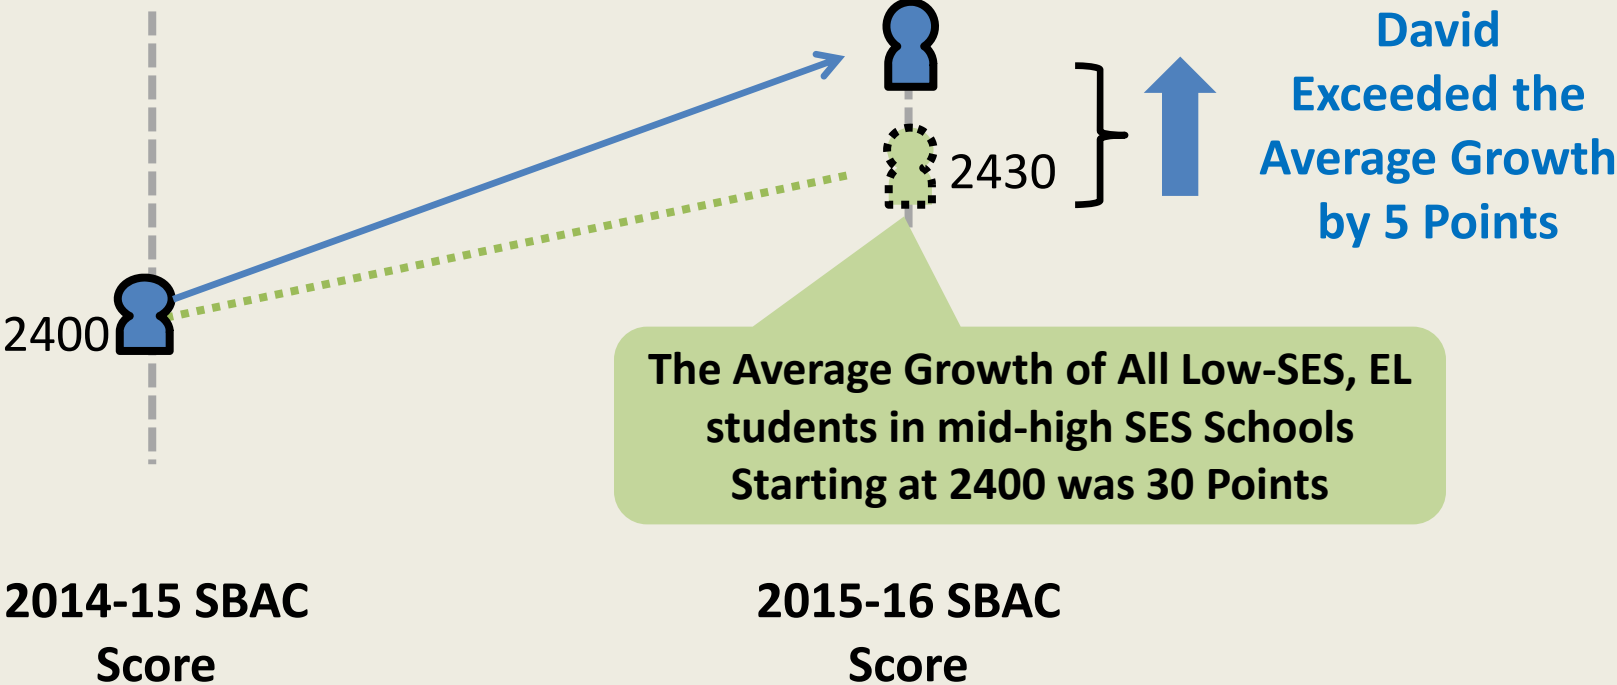 David
Exceeded the
Average Growth
by 5 Points
2430
2400
The Average Growth of All Low-SES, EL
students in mid-high SES Schools
Starting at 2400 was 30 Points
2014-15 SBAC
Score
2015-16 SBAC
Score